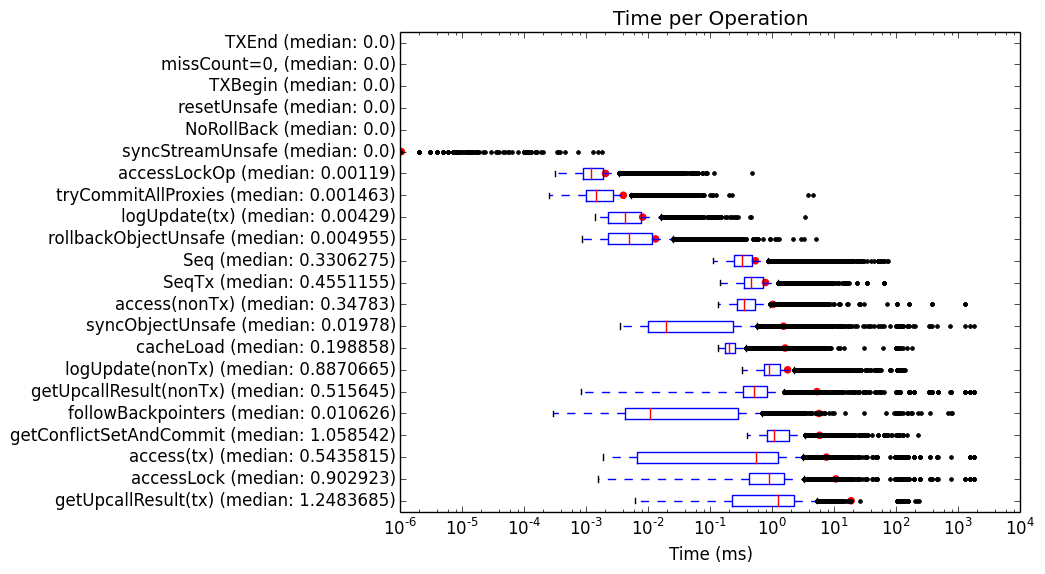 Time per Operation
TXEnd (median: 0.0)
missCount=0, (median: 0.0)
TXBegin (median: 0.0)
resetUnsafe (median: 0.0)
NoRollBack (median: 0.0)
syncStreamUnsafe (median: 0.0)
accessLockOp (median: 0.00119)
tryCommitAllProxies (median: 0.001463)
logUpdate(tx) (median: 0.00429)
rollbackObjectUnsafe (median: 0.004955)
Seq (median: 0.3306275)
SeqTx (median: 0.4551155)
access(nonTx) (median: 0.34783)
syncObjectUnsafe (median: 0.01978)
cacheLoad (median: 0.198858)
logUpdate(nonTx) (median: 0.8870665)
getUpcallResult(nonTx) (median: 0.515645)
followBackpointers (median: 0.010626)
getConflictSetAndCommit (median: 1.058542)
access(tx) (median: 0.5435815)
accessLock (median: 0.902923)
getUpcallResult(tx) (median: 1.2483685)
10⁻⁶ 10⁻⁵ 10⁻⁴ 10⁻³ 10⁻² 10⁻¹ 10⁰ 10¹ 10² 10³ 10⁴
Time (ms)